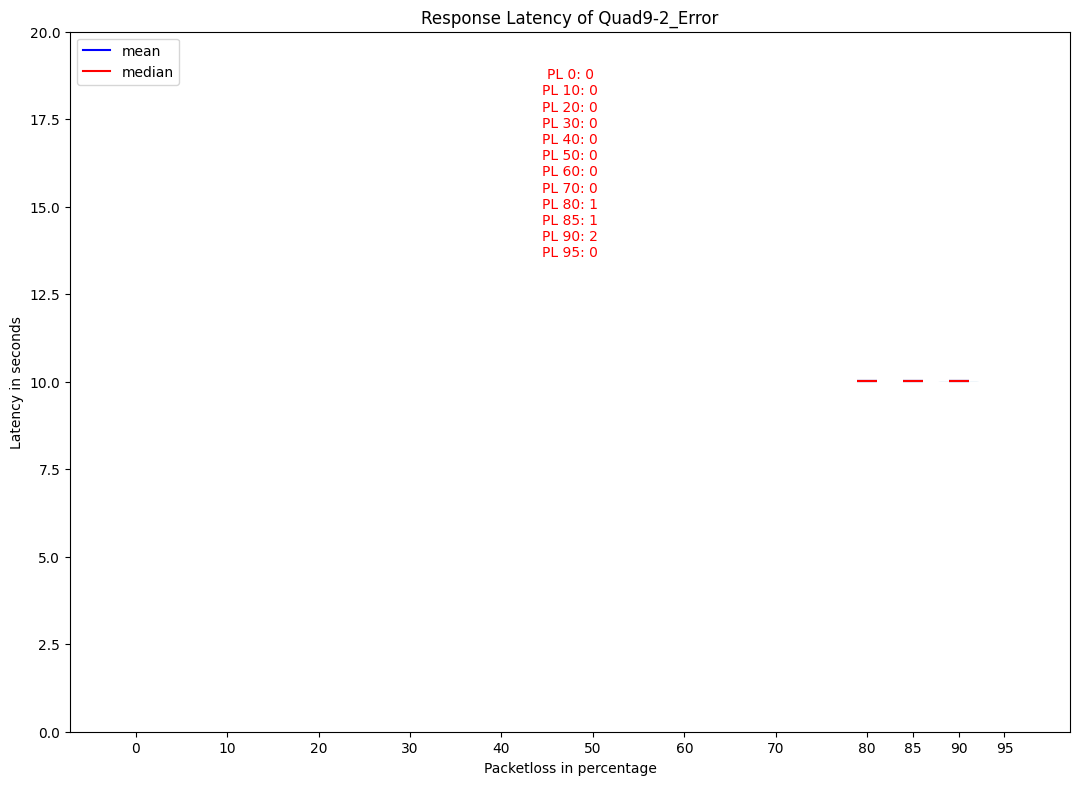 Response Latency of Quad9-2_Error
mean
median
PL 0: 0
PL 10: 0
PL 20: 0
PL 30: 0
PL 40: 0
PL 50: 0
PL 60: 0
PL 70: 0
PL 80: 1
PL 85: 1
PL 90: 2
PL 95: 0
Latency in seconds
20.0
17.5
15.0
12.5
10.0
7.5
5.0
2.5
0.0
0 10 20 30 40 50 60 70 80 85 90 95
Packetloss in percentage